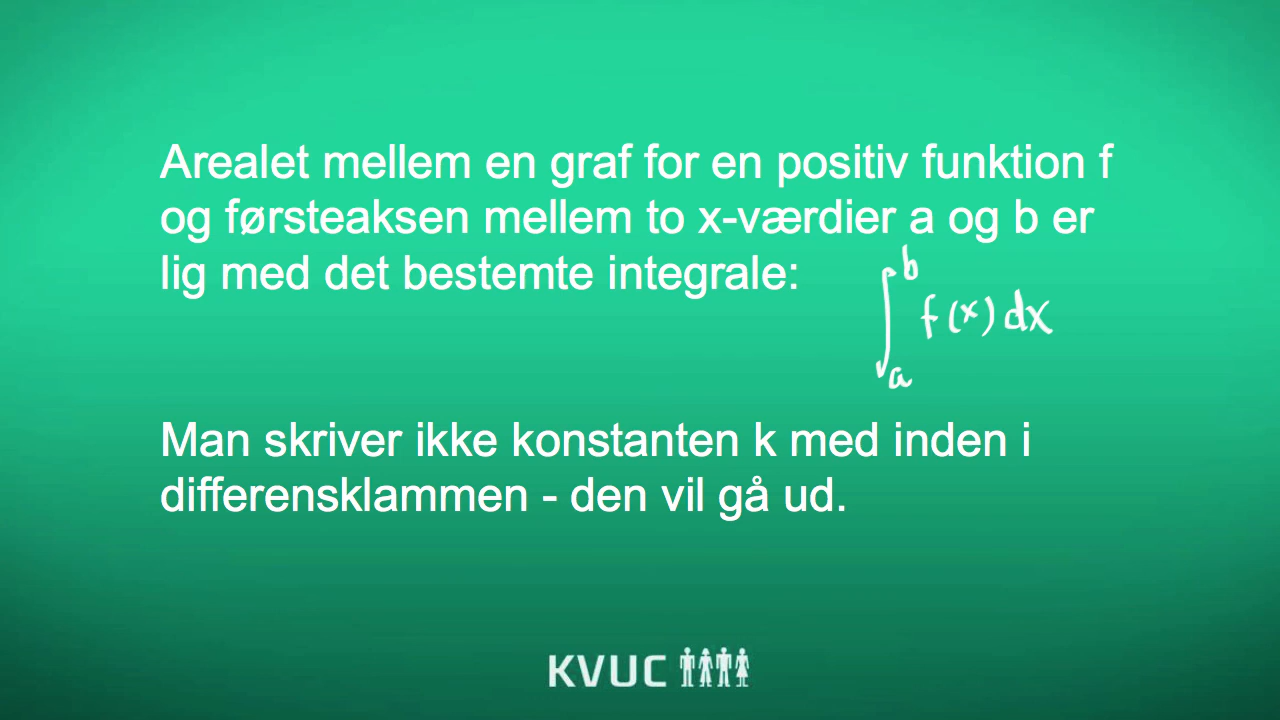 Arealet mellem en graf for en positiv funktion f
og førsteaksen mellem to x-værdier a og b er
lig med det bestemte integrale:
∫ₐᵇ f(x) dx
Man skriver ikke konstanten k med inden i
differensklammen - den vil gå ud.
KVUC